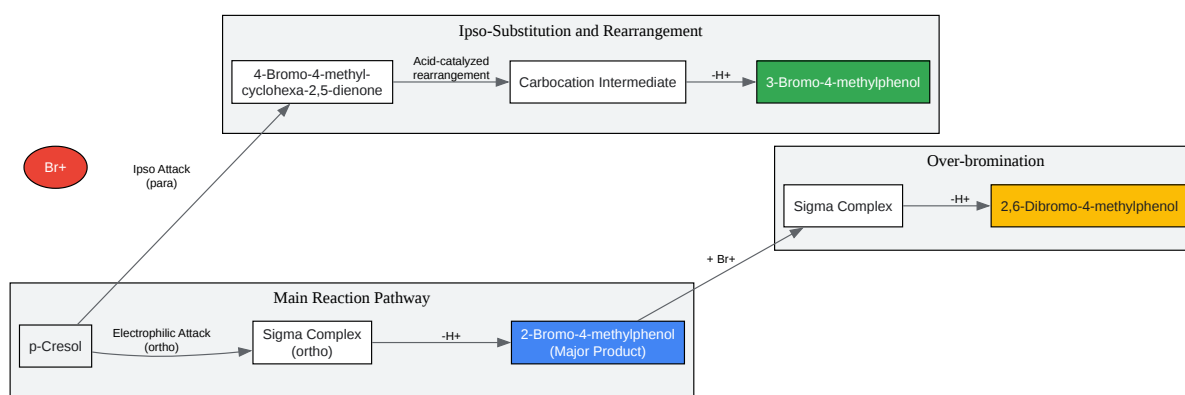 Ipso-Substitution and Rearrangement
4-Bromo-4-methyl-
cyclohexa-2,5-dienone
Acid-catalyzed
rearrangement
Carbocation Intermediate
-H+
3-Bromo-4-methylphenol
Br+
Ipso Attack
(para)
Over-bromination
Sigma Complex
-H+
2,6-Dibromo-4-methylphenol
+ Br+
Main Reaction Pathway
p-Cresol
Electrophilic Attack
(ortho)
Sigma Complex
(ortho)
-H+
2-Bromo-4-methylphenol
(Major Product)